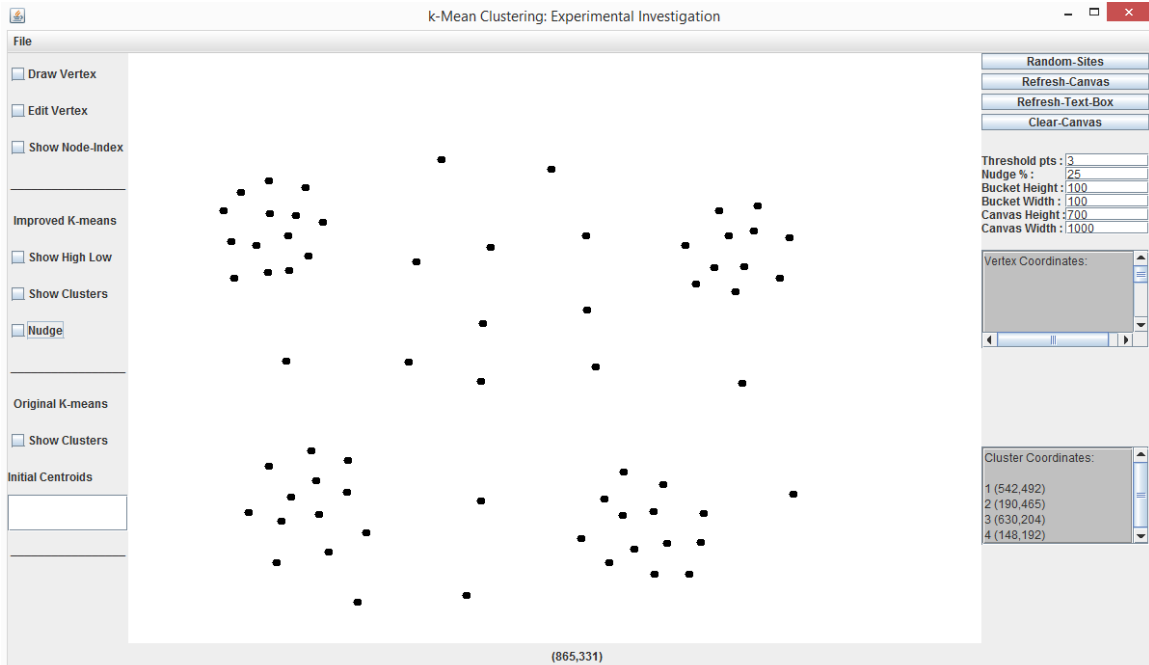 k-Mean Clustering: Experimental Investigation
File
Draw Vertex
Edit Vertex
Show Node-Index
Improved K-means
Show High Low
Show Clusters
Nudge
Original K-means
Show Clusters
Initial Centroids
Random-Sites
Refresh-Canvas
Refresh-Text-Box
Clear-Canvas
Threshold pts : 3
Nudge % : 25
Bucket Height : 100
Bucket Width : 100
Canvas Height : 700
Canvas Width : 1000
Vertex Coordinates:
Cluster Coordinates:
1 (542,492)
2 (190,465)
3 (630,204)
4 (148,192)
(865,331)